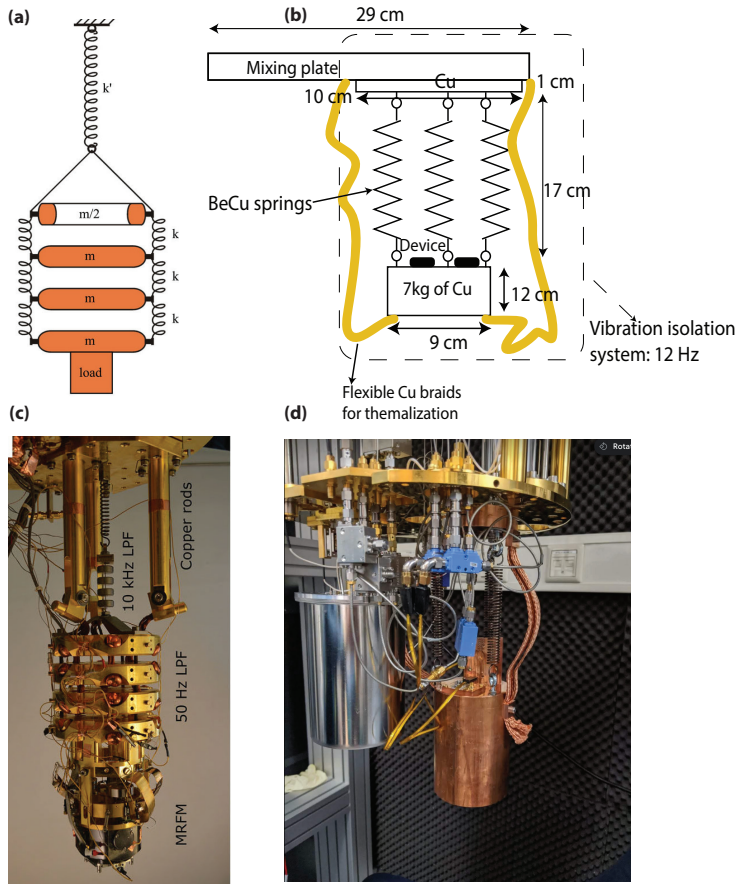 (a)
k'
m/2
k
m
k
m
k
m
load
(b)
29 cm
Mixing plate
Cu
1 cm
10 cm
17 cm
BeCu springs
Device
7kg of Cu
12 cm
9 cm
Vibration isolation
system: 12 Hz
Flexible Cu braids
for themalization
(c)
Copper rods
10 kHz LPF
50 Hz LPF
MRFM
(d)